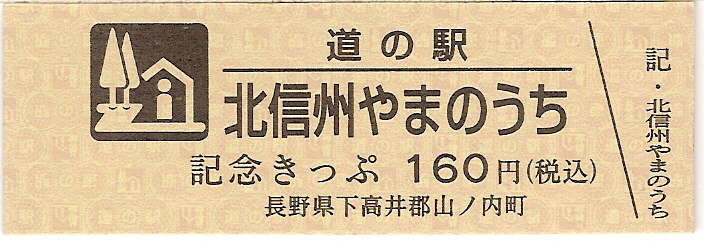 道の駅
北信州やまのうち
記念きっぷ 160円(税込)
長野県下高井郡山ノ内町
記・北信州やまのうち